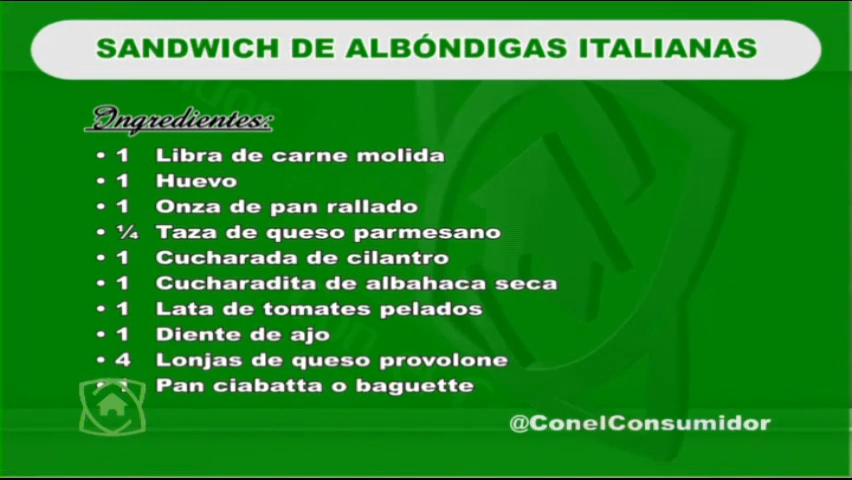 SANDWICH DE ALBÓNDIGAS ITALIANAS
Ingredientes:
• 1 Libra de carne molida
• 1 Huevo
• 1 Onza de pan rallado
• ¼ Taza de queso parmesano
• 1 Cucharada de cilantro
• 1 Cucharadita de albahaca seca
• 1 Lata de tomates pelados
• 1 Diente de ajo
• 4 Lonjas de queso provolone
• Pan ciabatta o baguette
@ConelConsumidor